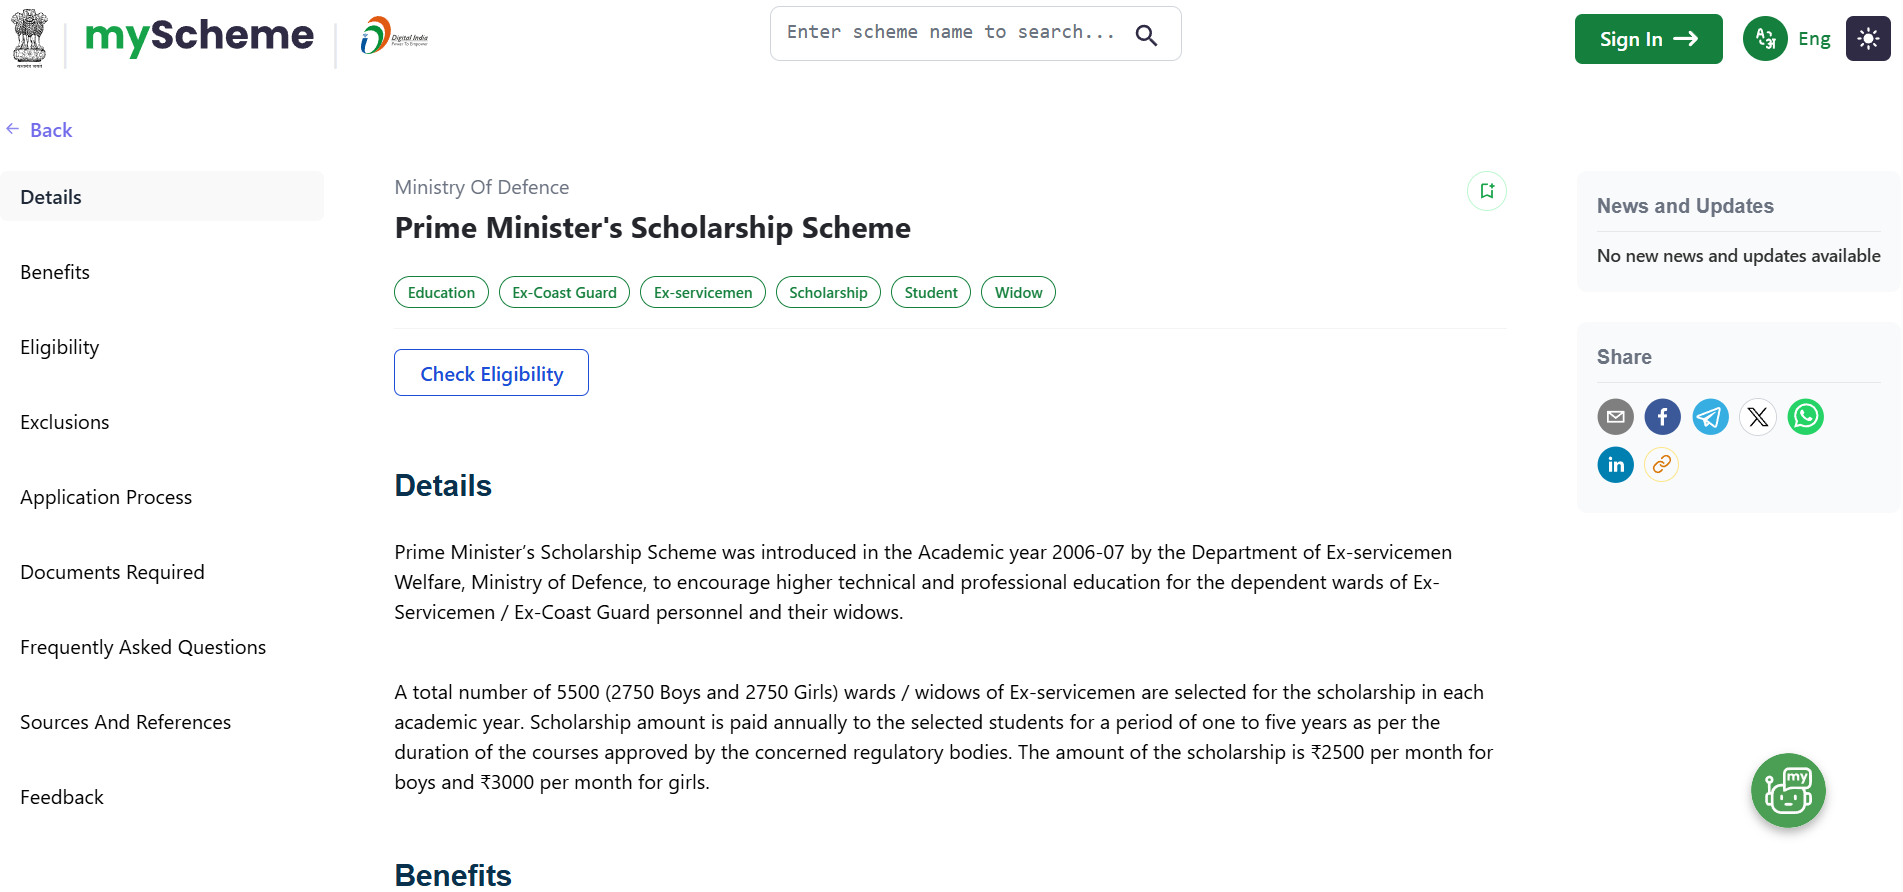 myScheme
Digital India
Power To Empower
Enter scheme name to search...
Sign In
Eng
Back
Details
Benefits
Eligibility
Exclusions
Application Process
Documents Required
Frequently Asked Questions
Sources And References
Feedback
Ministry Of Defence
Prime Minister's Scholarship Scheme
Education
Ex-Coast Guard
Ex-servicemen
Scholarship
Student
Widow
Check Eligibility
Details
Prime Minister’s Scholarship Scheme was introduced in the Academic year 2006-07 by the Department of Ex-servicemen
Welfare, Ministry of Defence, to encourage higher technical and professional education for the dependent wards of Ex-
Servicemen / Ex-Coast Guard personnel and their widows.
A total number of 5500 (2750 Boys and 2750 Girls) wards / widows of Ex-servicemen are selected for the scholarship in each
academic year. Scholarship amount is paid annually to the selected students for a period of one to five years as per the
duration of the courses approved by the concerned regulatory bodies. The amount of the scholarship is ₹2500 per month for
boys and ₹3000 per month for girls.
Benefits
News and Updates
No new news and updates available
Share
in
my